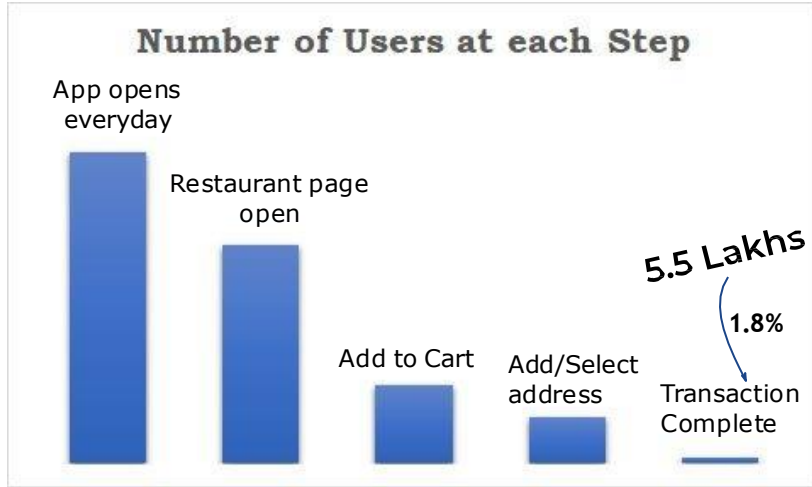 Number of Users at each Step
App opens
everyday
Restaurant page
open
Add to Cart
Add/Select
address
5.5 Lakhs
1.8%
Transaction
Complete